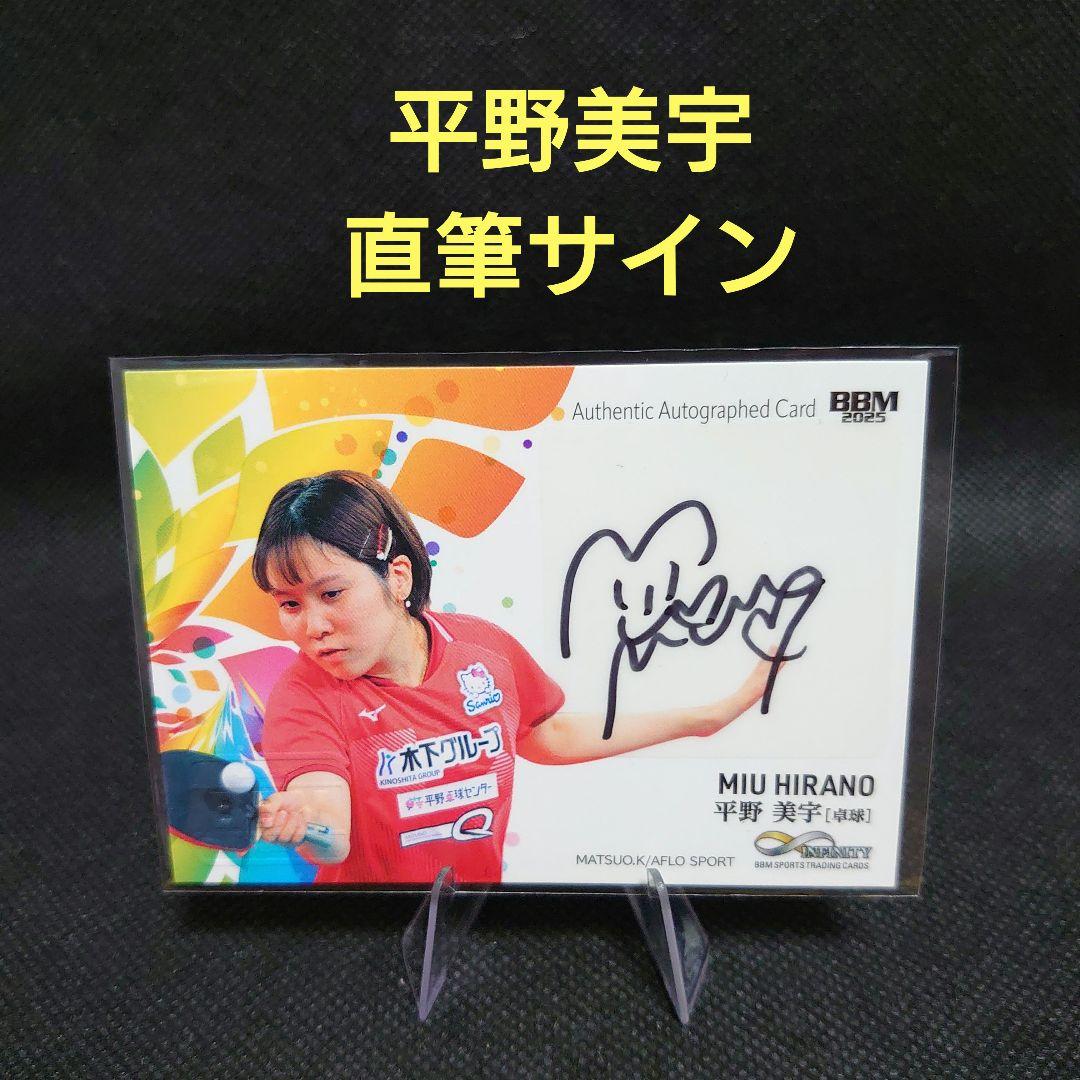 平野美宇
直筆サイン
Authentic Autographed Card
BBM
2025
Sanrio
木下グループ
KINOSHITA GROUP
平野卓球センター
Q
MIU HIRANO
平野 美宇[卓球]
INFINITY
BBM SPORTS TRADING CARDS
MATSUO.K/AFLO SPORT